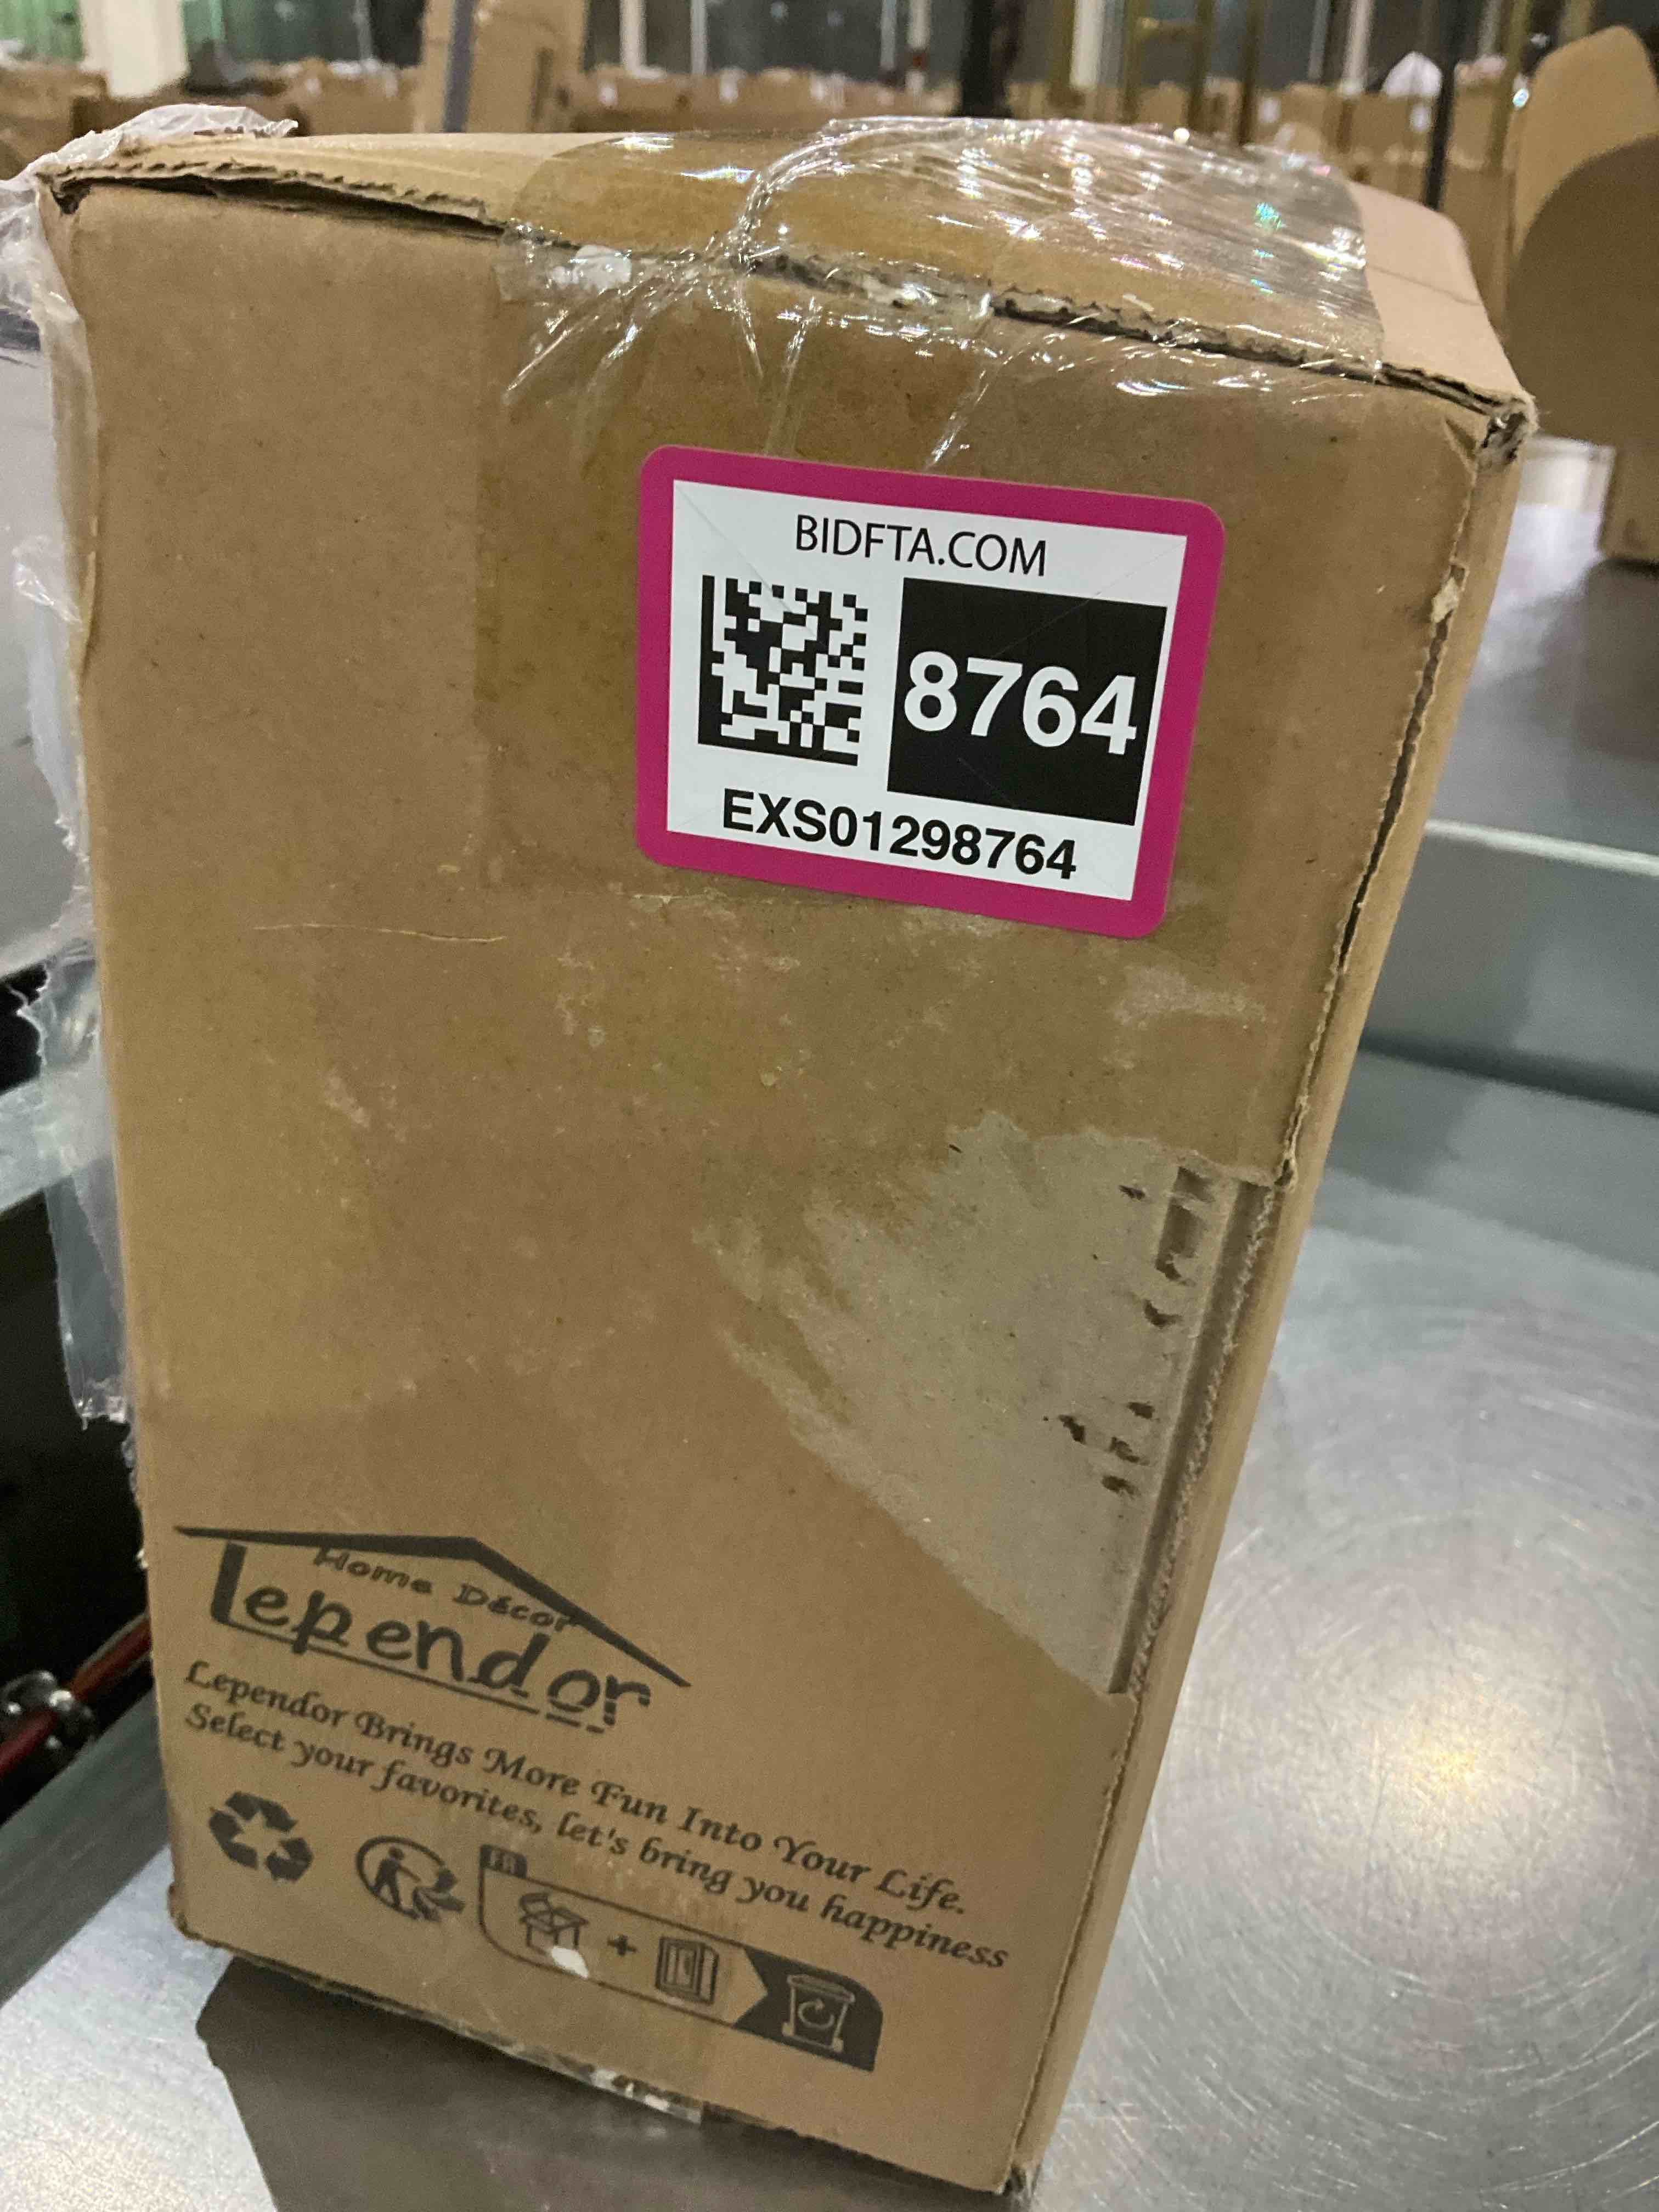 BIDFTA.COM
8764
EXS01298764
Home Décor
Lependor
Lependor Brings More Fun Into Your Life.
Select your favorites, let's bring you happiness
FR
+